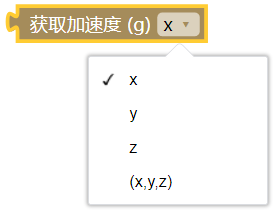 获取加速度 (g) x ▼
✓ x
y
z
(x,y,z)